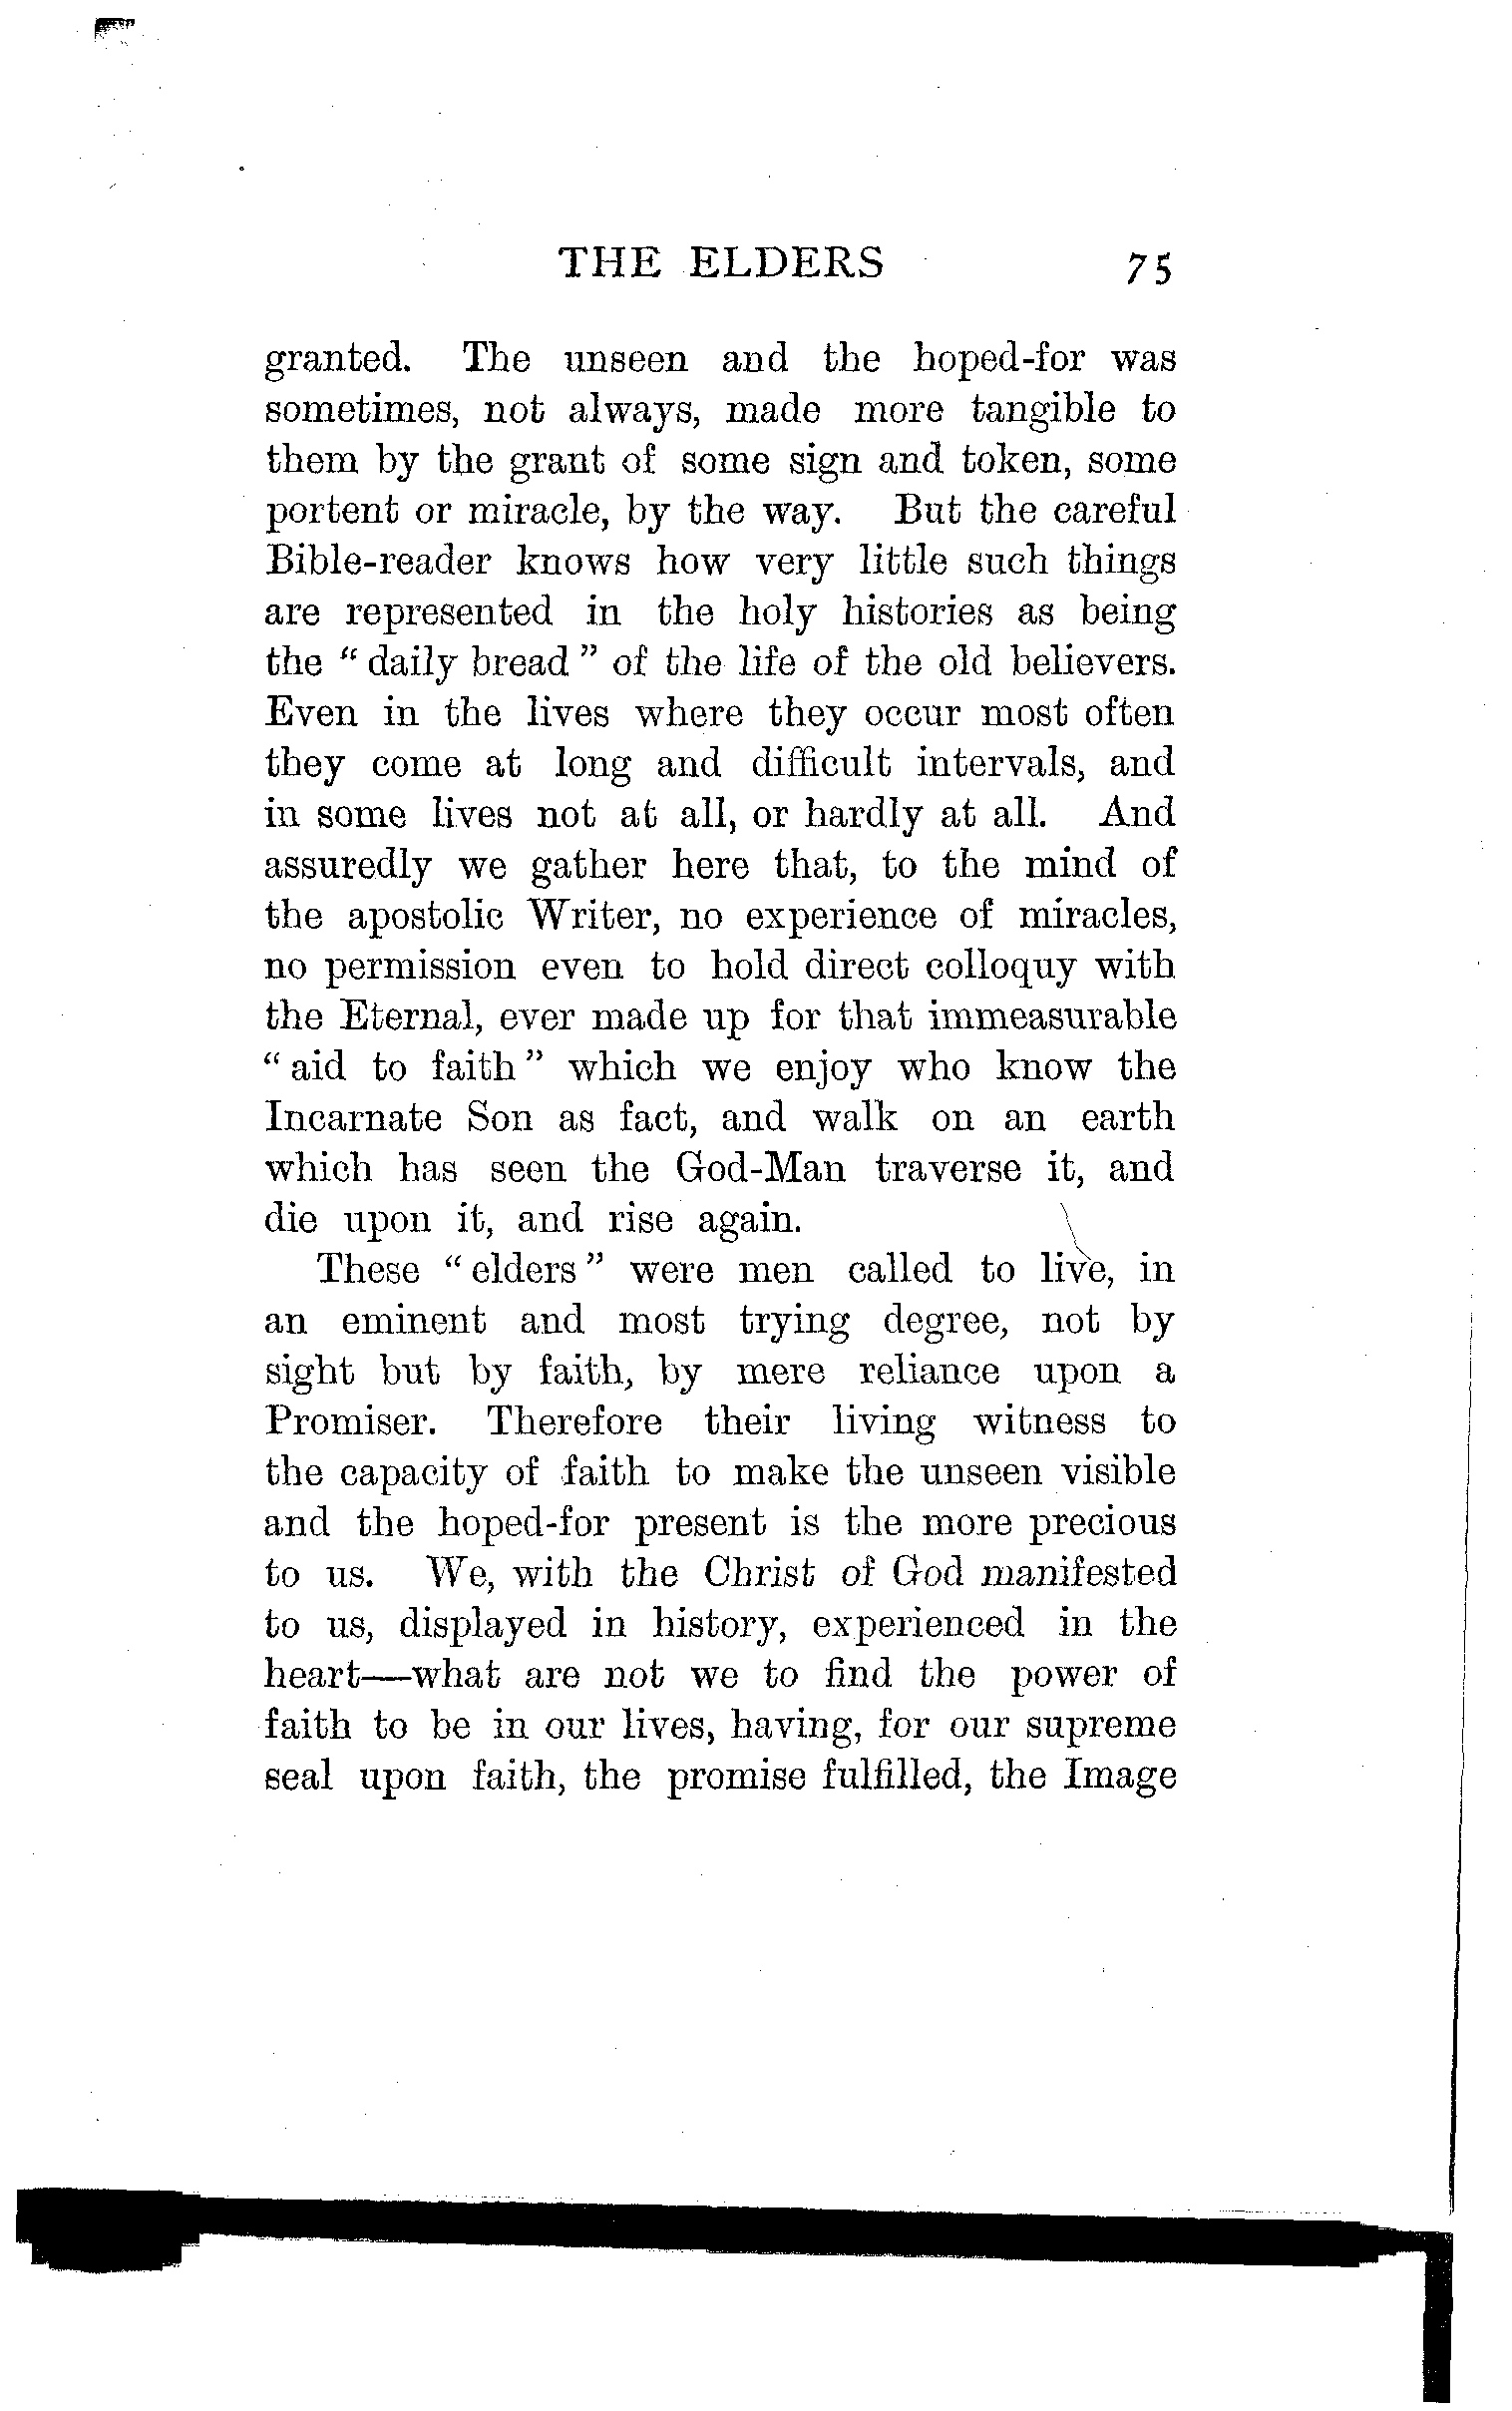 THE ELDERS 75
granted. The unseen and the hoped-for was
sometimes, not always, made more tangible to
them by the grant of some sign and token, some
portent or miracle, by the way. But the careful
Bible-reader knows how very little such things
are represented in the holy histories as being
the “daily bread” of the life of the old believers.
Even in the lives where they occur most often
they come at long and difficult intervals, and
in some lives not at all, or hardly at all. And
assuredly we gather here that, to the mind of
the apostolic Writer, no experience of miracles,
no permission even to hold direct colloquy with
the Eternal, ever made up for that immeasurable
“aid to faith” which we enjoy who know the
Incarnate Son as fact, and walk on an earth
which has seen the God-Man traverse it, and
die upon it, and rise again.
These “elders” were men called to live, in
an eminent and most trying degree, not by
sight but by faith, by mere reliance upon a
Promiser. Therefore their living witness to
the capacity of faith to make the unseen visible
and the hoped-for present is the more precious
to us. We, with the Christ of God manifested
to us, displayed in history, experienced in the
heart—what are not we to find the power of
faith to be in our lives, having, for our supreme
seal upon faith, the promise fulfilled, the Image